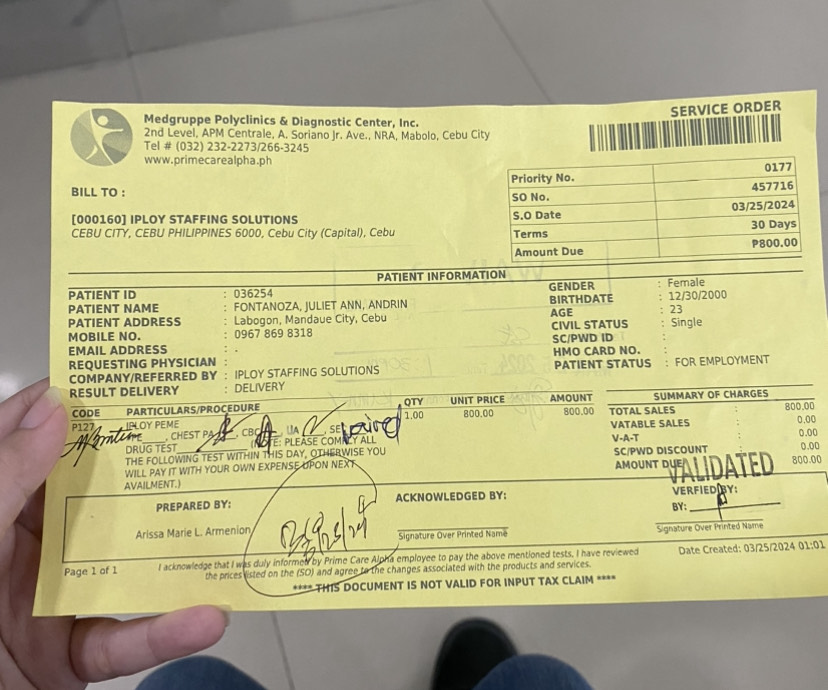 Medgruppe Polyclinics & Diagnostic Center, Inc.
2nd Level, APM Centrale, A. Soriano Jr. Ave., NRA, Mabolo, Cebu City
Tel # (032) 232-2273/266-3245
www.primecarealpha.ph
SERVICE ORDER
BILL TO :
[000160] IPLOY STAFFING SOLUTIONS
CEBU CITY, CEBU PHILIPPINES 6000, Cebu City (Capital), Cebu
Priority No. 0177
SO No. 457716
S.O Date 03/25/2024
Terms 30 Days
Amount Due ₱800.00
PATIENT INFORMATION
PATIENT ID : 036254
PATIENT NAME : FONTANOZA, JULIET ANN, ANDRIN
PATIENT ADDRESS : Labogon, Mandaue City, Cebu
MOBILE NO. : 0967 869 8318
EMAIL ADDRESS : .
REQUESTING PHYSICIAN :
COMPANY/REFERRED BY : IPLOY STAFFING SOLUTIONS
RESULT DELIVERY : DELIVERY
GENDER : Female
BIRTHDATE : 12/30/2000
AGE : 23
CIVIL STATUS : Single
SC/PWD ID :
HMO CARD NO. :
PATIENT STATUS : FOR EMPLOYMENT
CODE PARTICULARS/PROCEDURE QTY UNIT PRICE AMOUNT
P127 IPLOY PEME 1.00 800.00 800.00
CHEST PA CBC UA
DRUG TEST PLEASE COMPLY ALL
THE FOLLOWING TEST WITHIN THIS DAY, OTHERWISE YOU
WILL PAY IT WITH YOUR OWN EXPENSE UPON NEXT
AVAILMENT.)
SUMMARY OF CHARGES
TOTAL SALES : 800.00
VATABLE SALES : 0.00
V-A-T : 0.00
SC/PWD DISCOUNT : 0.00
AMOUNT DUE 800.00
VALIDATED
PREPARED BY:
Arissa Marie L. Armenion
ACKNOWLEDGED BY:
Signature Over Printed Name
VERFIED BY:
BY:
Signature Over Printed Name
3/25/24
Page 1 of 1
I acknowledge that I was duly informed by Prime Care Alpha employee to pay the above mentioned tests. I have reviewed
the prices listed on the (SO) and agree to the changes associated with the products and services.
Date Created: 03/25/2024 01:01
**** THIS DOCUMENT IS NOT VALID FOR INPUT TAX CLAIM ****